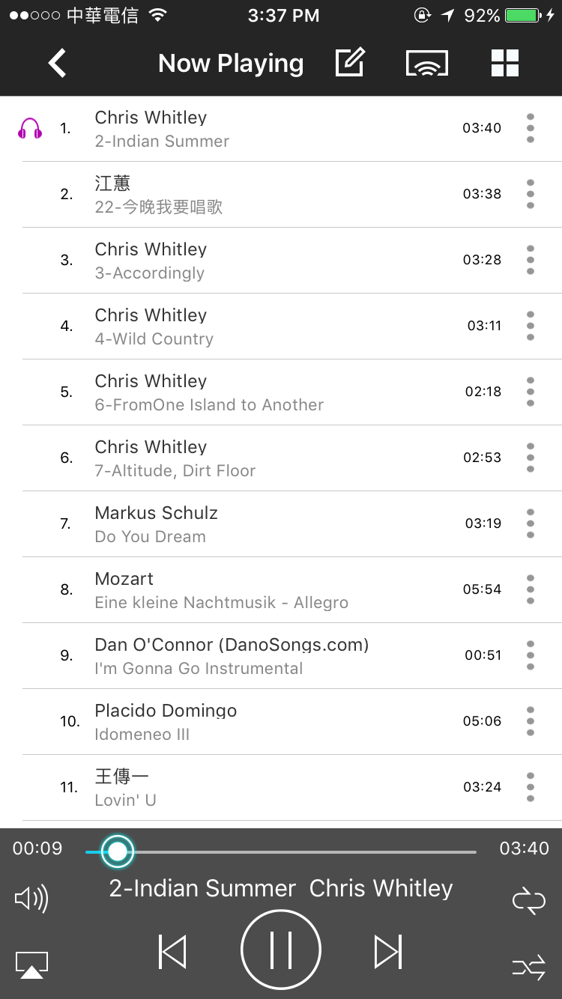 中華電信 3:37 PM 92%
Now Playing
1. Chris Whitley 03:40
2-Indian Summer
2. 江蕙 03:38
22-今晚我要唱歌
3. Chris Whitley 03:28
3-Accordingly
4. Chris Whitley 03:11
4-Wild Country
5. Chris Whitley 02:18
6-FromOne Island to Another
6. Chris Whitley 02:53
7-Altitude, Dirt Floor
7. Markus Schulz 03:19
Do You Dream
8. Mozart 05:54
Eine kleine Nachtmusik - Allegro
9. Dan O'Connor (DanoSongs.com) 00:51
I'm Gonna Go Instrumental
10. Placido Domingo 05:06
Idomeneo III
11. 王傳一 03:24
Lovin' U
00:09 03:40
2-Indian Summer  Chris Whitley